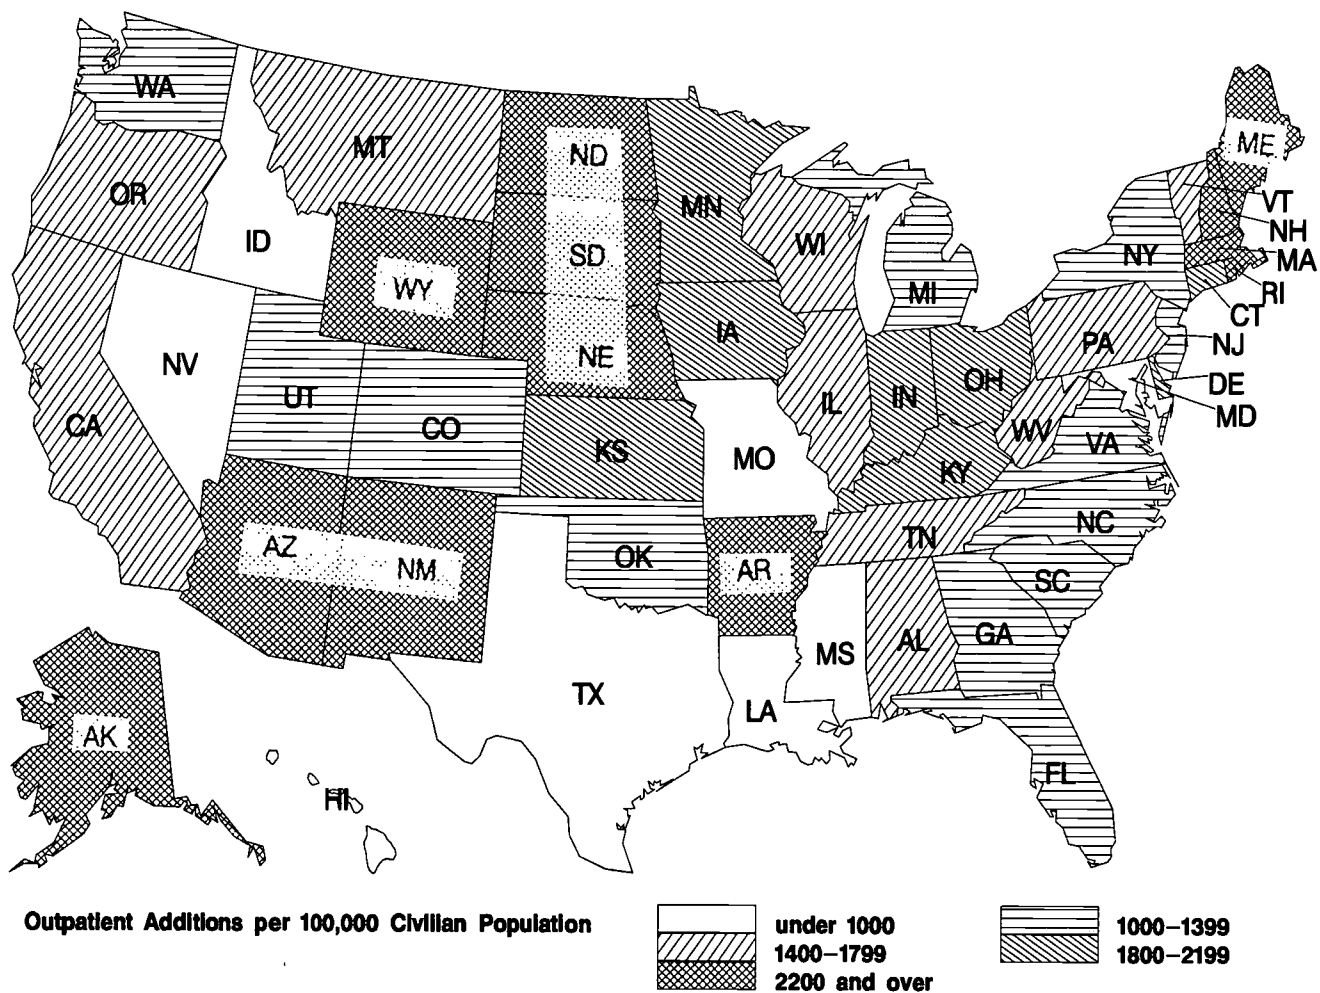 WA
MT
ND
ME
OR
MN
VT
ID
WI
NH
SD
NY
MA
WY
MI
RI
CT
IA
NV
NE
PA
NJ
UT
OH
DE
IN
IL
MD
CA
CO
WV
KS
MO
KY
VA
NC
TN
AZ
OK
AR
NM
SC
GA
MS
AL
TX
LA
AK
FL
HI
Outpatient Additions per 100,000 Civilian Population
under 1000
1400-1799
2200 and over
1000-1399
1800-2199